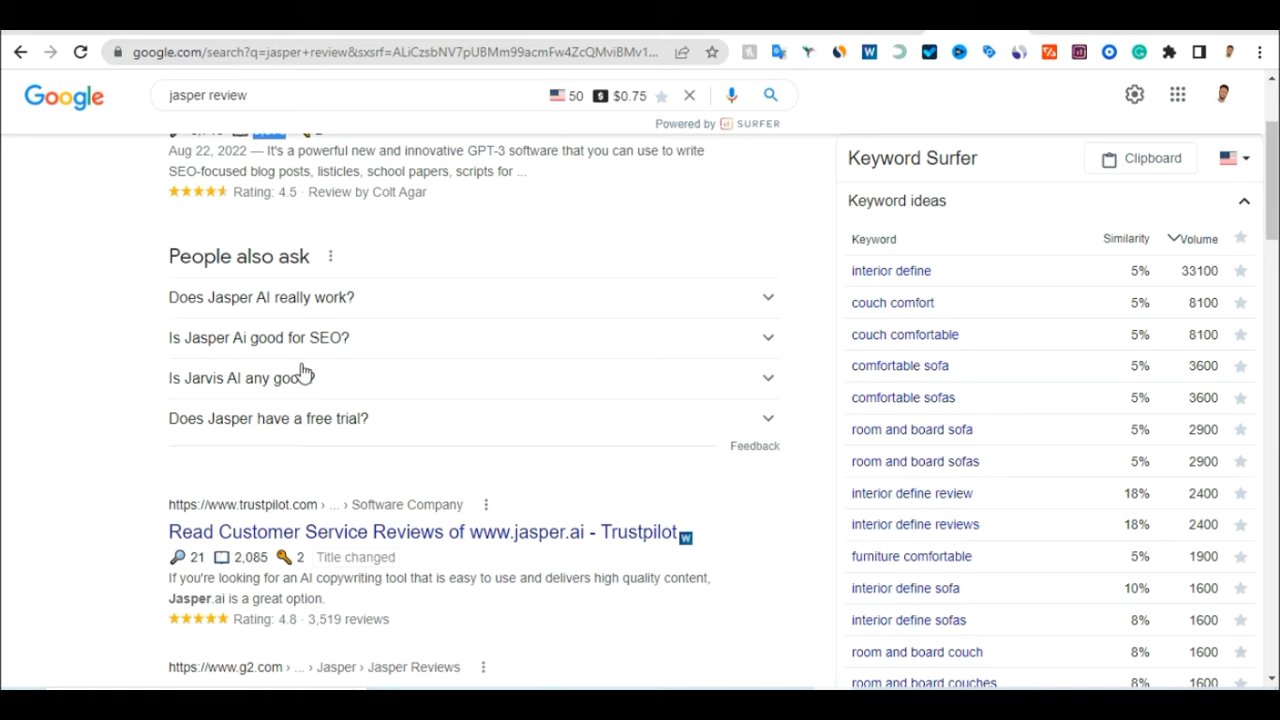 google.com/search?q=jasper+review&sxsrf=ALiCzsbNV7pUBMm99acmFw4ZcQMviBMv1...
Google
jasper review
50 $0.75
Powered by SURFER
Aug 22, 2022 — It's a powerful new and innovative GPT-3 software that you can use to write
SEO-focused blog posts, listicles, school papers, scripts for ...
Rating: 4.5 · Review by Colt Agar
People also ask
Does Jasper AI really work?
Is Jasper Ai good for SEO?
Is Jarvis AI any good?
Does Jasper have a free trial?
Feedback
https://www.trustpilot.com › ... › Software Company
Read Customer Service Reviews of www.jasper.ai - Trustpilot
21 2,085 2 Title changed
If you're looking for an AI copywriting tool that is easy to use and delivers high quality content,
Jasper.ai is a great option.
Rating: 4.8 · 3,519 reviews
https://www.g2.com › ... › Jasper › Jasper Reviews
Keyword Surfer
Clipboard
Keyword ideas
Keyword Similarity Volume
interior define 5% 33100
couch comfort 5% 8100
couch comfortable 5% 8100
comfortable sofa 5% 3600
comfortable sofas 5% 3600
room and board sofa 5% 2900
room and board sofas 5% 2900
interior define review 18% 2400
interior define reviews 18% 2400
furniture comfortable 5% 1900
interior define sofa 10% 1600
interior define sofas 8% 1600
room and board couch 8% 1600
room and board couches 8% 1600